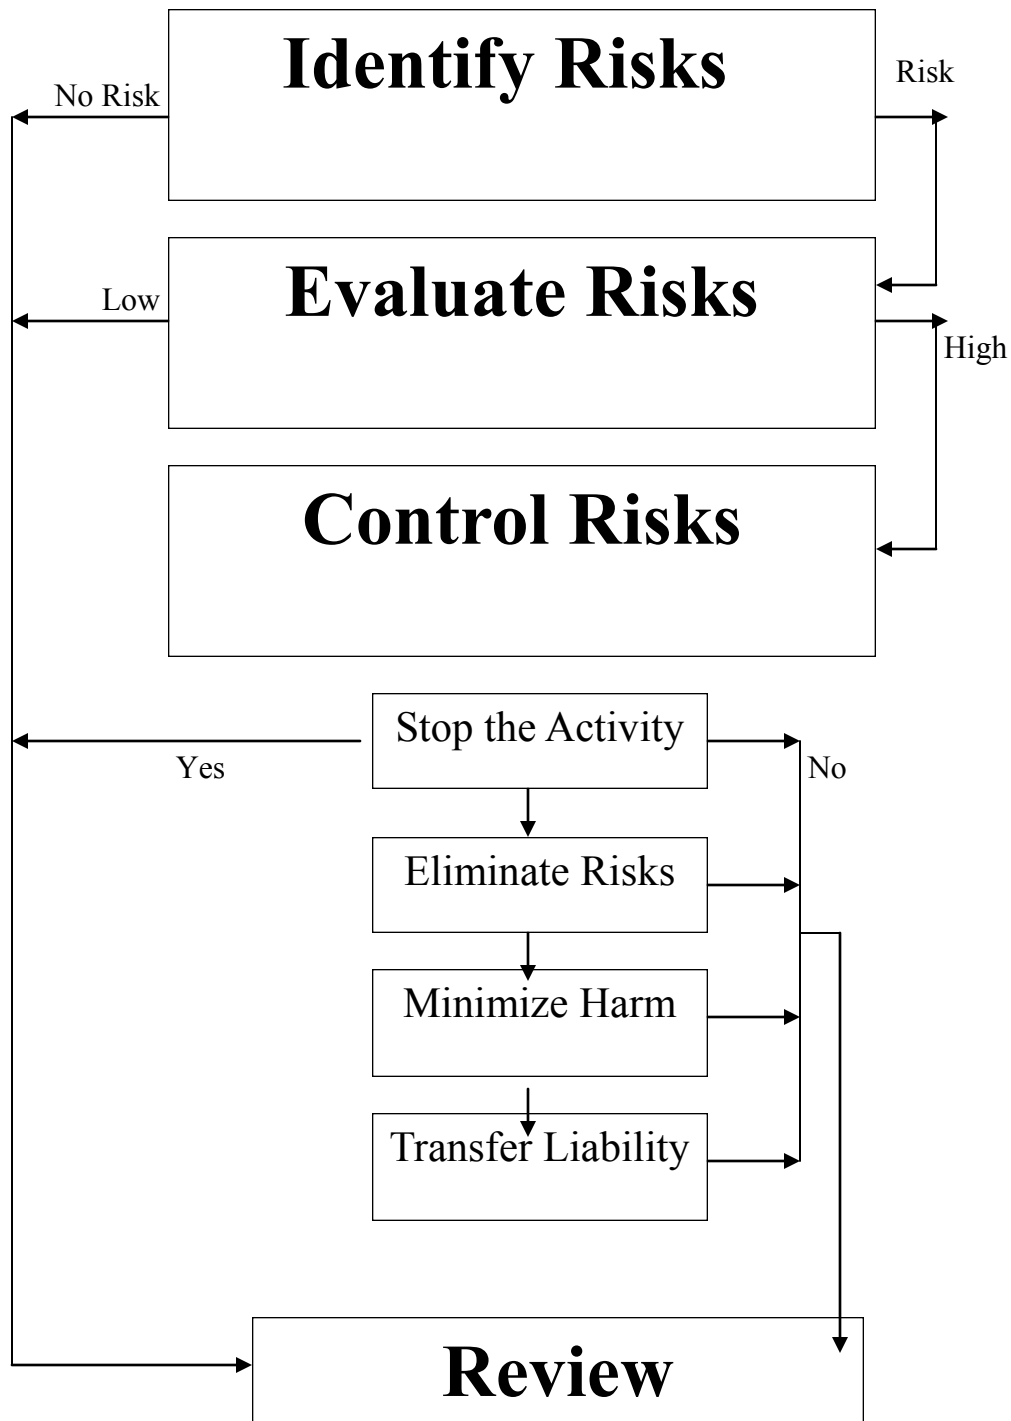 Identify Risks
Risk
No Risk
Evaluate Risks
Low
High
Control Risks
Stop the Activity
Yes
No
Eliminate Risks
Minimize Harm
Transfer Liability
Review